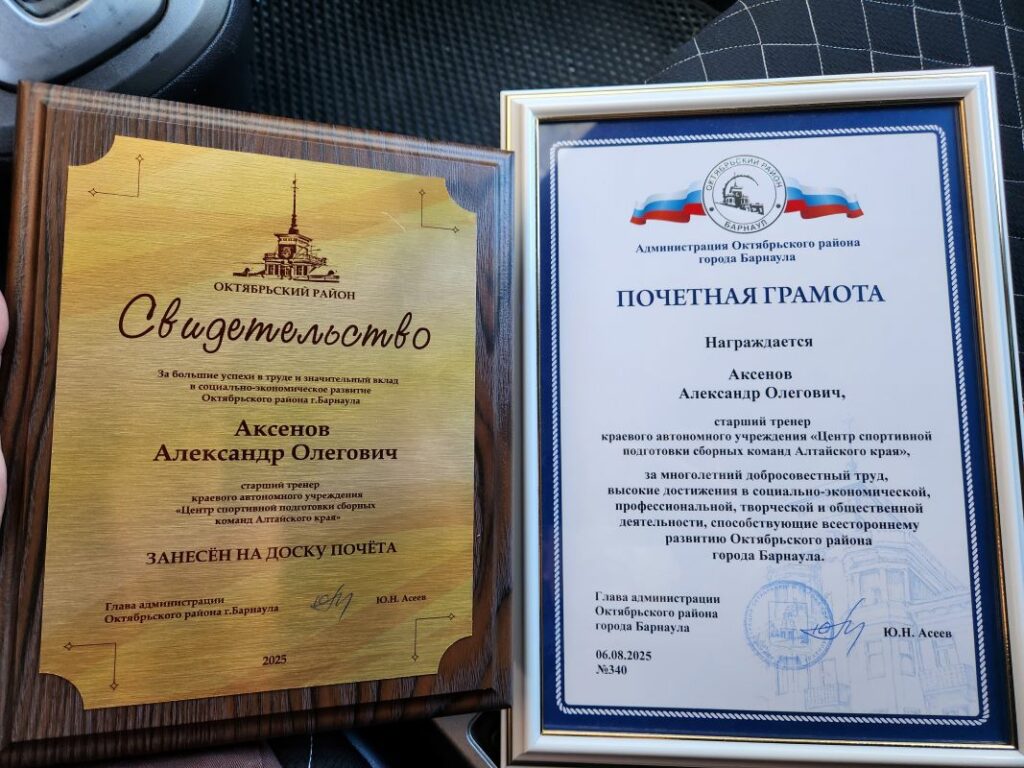 ОКТЯБРЬСКИЙ РАЙОН
Свидетельство
За большие успехи в труде и значительный вклад
в социально-экономическое развитие
Октябрьского района г.Барнаула
Аксенов
Александр Олегович
старший тренер
краевого автономного учреждения
«Центр спортивной подготовки сборных
команд Алтайского края»
ЗАНЕСЁН НА ДОСКУ ПОЧЁТА
Глава администрации
Октябрьского района г.Барнаула
Ю.Н. Асеев
2025
ОКТЯБРЬСКИЙ РАЙОН
БАРНАУЛ
Администрация Октябрьского района
города Барнаула
ПОЧЕТНАЯ ГРАМОТА
Награждается
Аксенов
Александр Олегович,
старший тренер
краевого автономного учреждения «Центр спортивной
подготовки сборных команд Алтайского края»,
за многолетний добросовестный труд,
высокие достижения в социально-экономической,
профессиональной, творческой и общественной
деятельности, способствующие всестороннему
развитию Октябрьского района
города Барнаула.
Глава администрации
Октябрьского района
города Барнаула
Ю.Н. Асеев
06.08.2025
№340